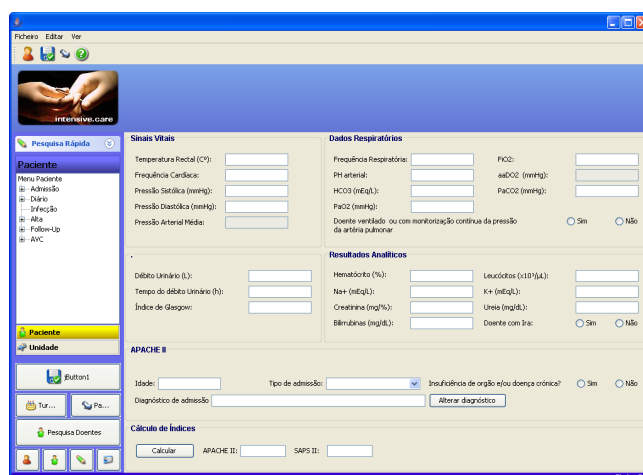 Ficheiro Editar Ver
intensive.care
Pesquisa Rápida
Paciente
Menu Paciente
Admissão
Diário
Infecção
Alta
Follow-Up
AVC
Paciente
Unidade
jButton1
Tur... Pa...
Pesquisa Doentes
Sinais Vitais
Temperatura Rectal (Cº):
Frequência Cardiaca:
Pressão Sistólica (mmHg):
Pressão Diastólica (mmHg):
Pressão Arterial Média:
Dados Respiratórios
Frequência Respiratória: FiO2:
PH arterial: aaDO2 (mmHg):
HCO3 (mEq/L): PaCO2 (mmHg):
PaO2 (mmHg):
Doente ventilado ou com monitorização contínua da pressão Sim Não
da artéria pulmonar
.
Débito Urinário (L):
Tempo do débito Urinário (h):
Índice de Glasgow:
Resultados Analíticos
Hematócrito (%): Leucócitos (x10³/µL):
Na+ (mEq/L): K+ (mEq/L):
Creatinina (mg/%): Ureia (mg/dL):
Bilirrubinas (mg/dL): Doente com Ira: Sim Não
APACHE II
Idade: Tipo de admissão: Insuficiência de orgão e/ou doença crónica? Sim Não
Diagnóstico de admissão Alterar diagnóstico
Cálculo de Índices
Calcular APACHE II: SAPS II: